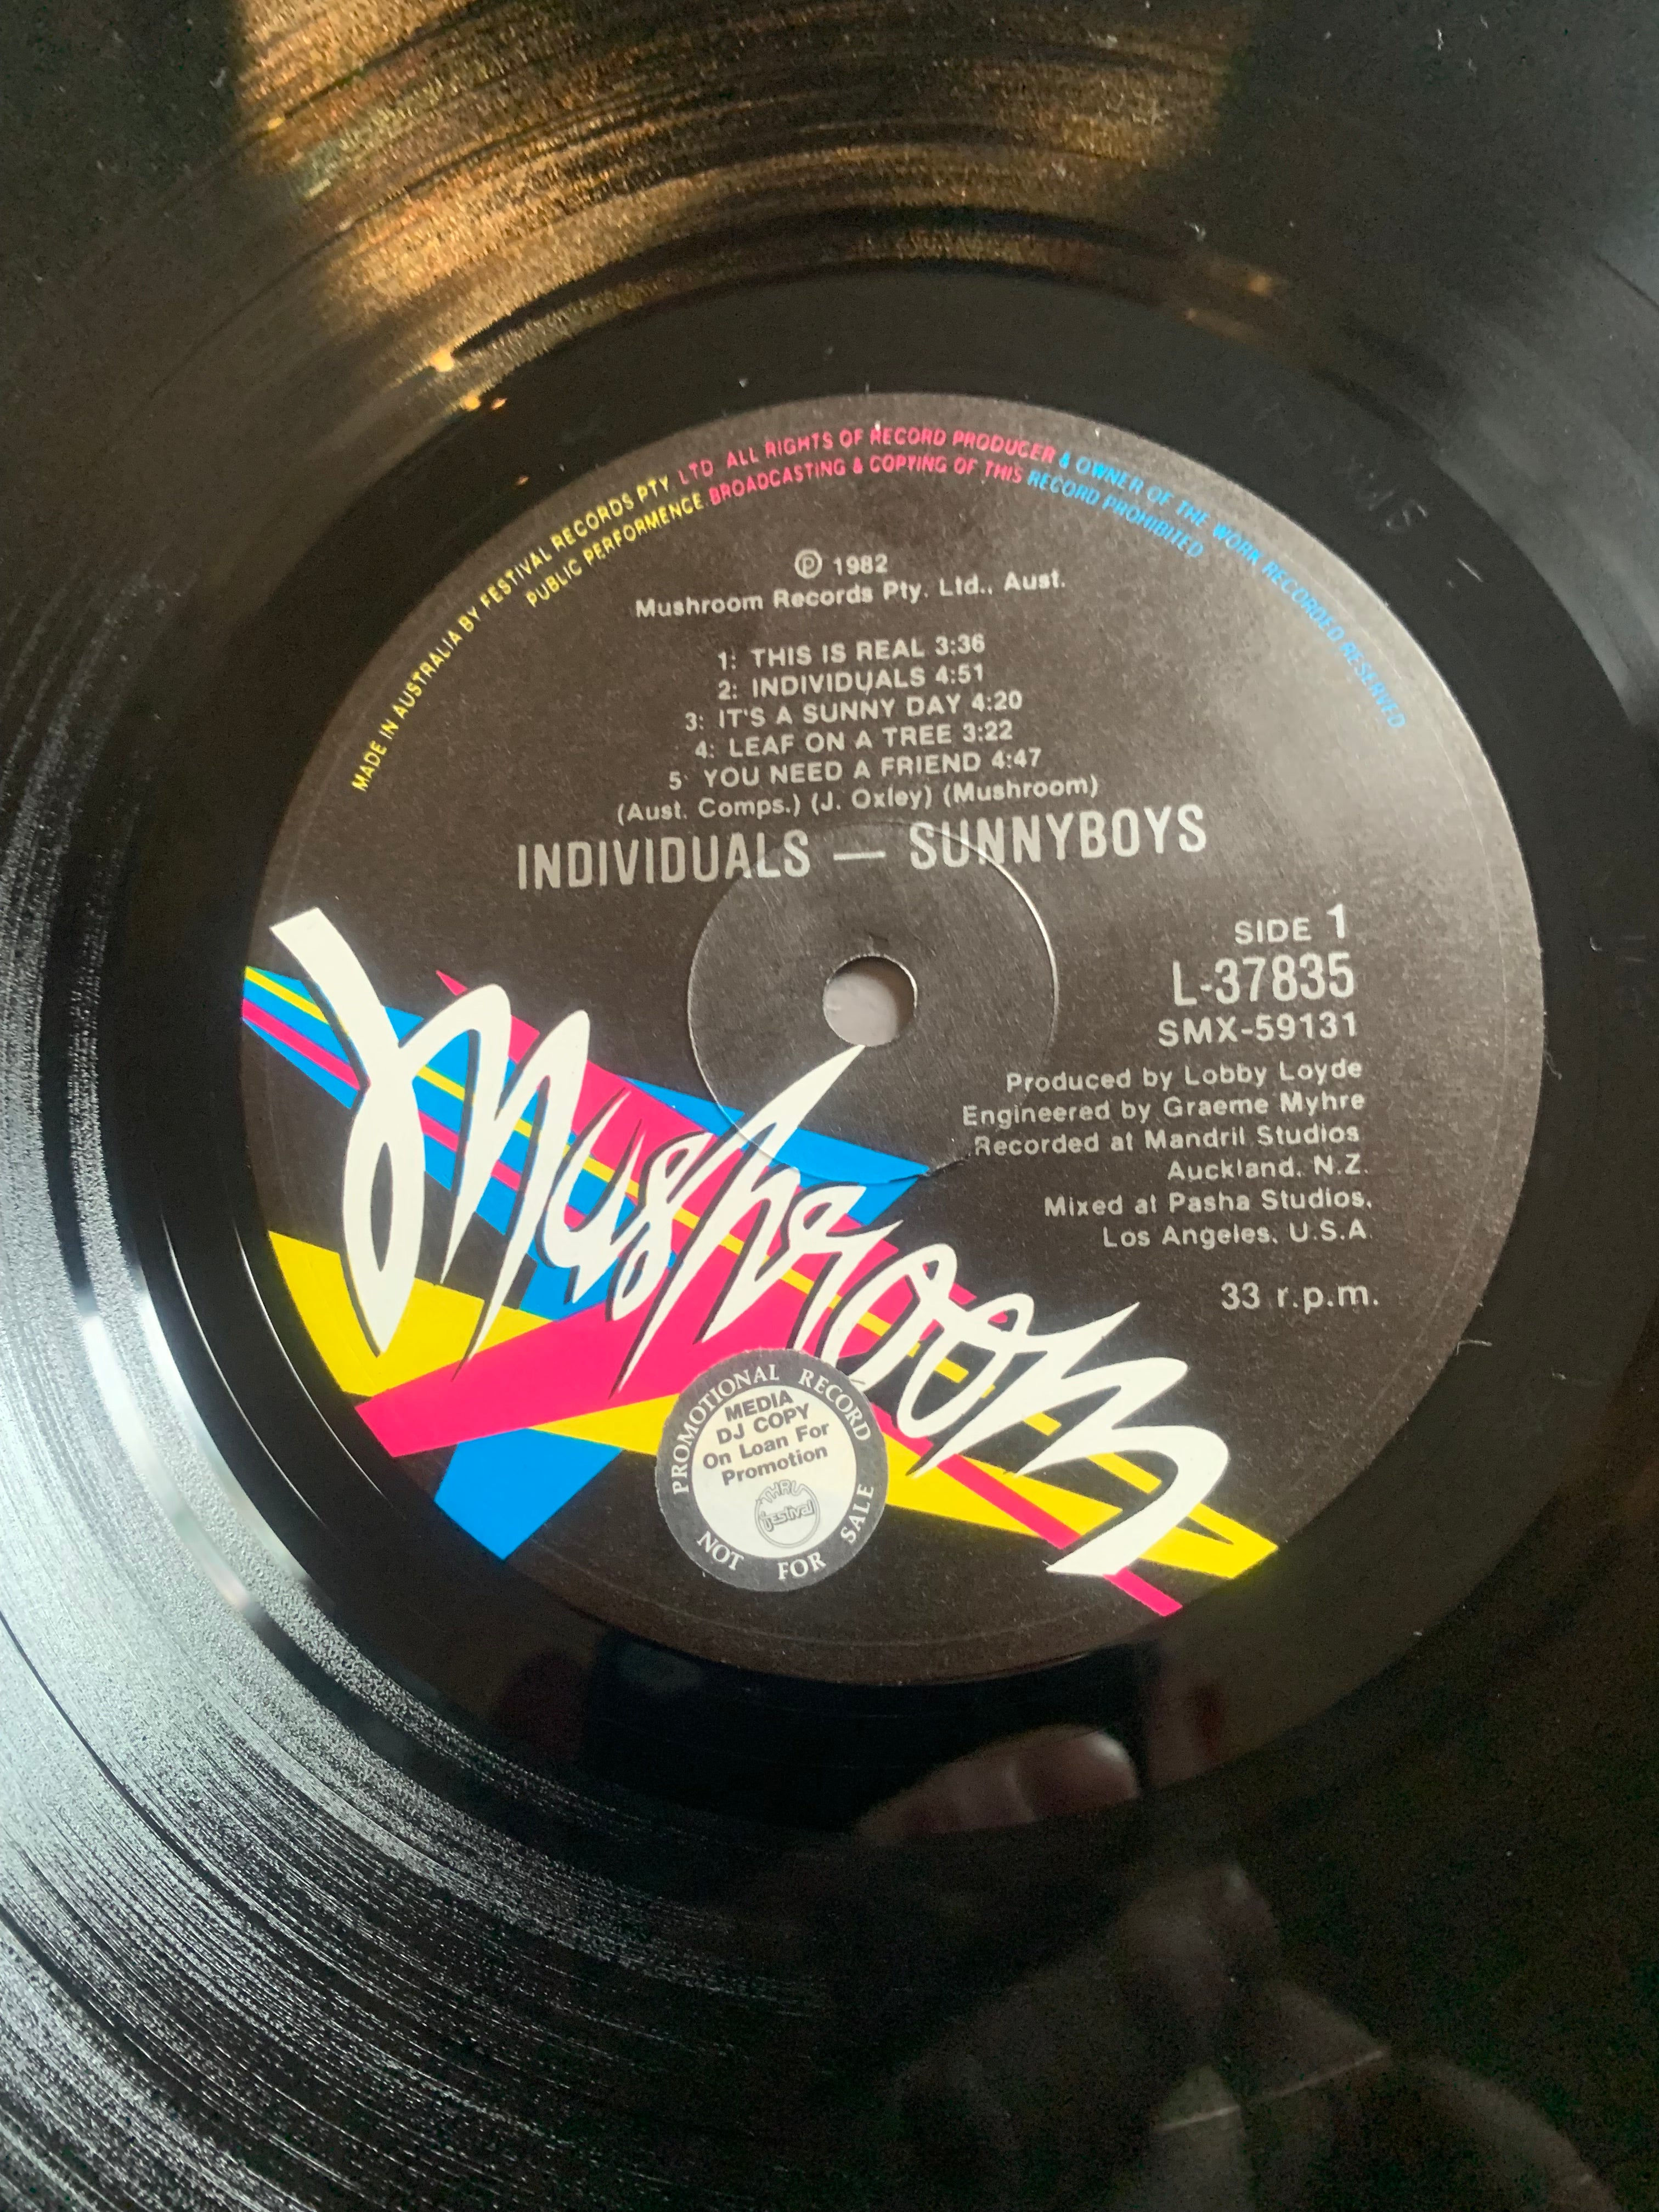 MADE IN AUSTRALIA BY FESTIVAL RECORDS PTY. LTD. ALL RIGHTS OF RECORD PRODUCER & OWNER OF THE WORK RECORDED RESERVED
PUBLIC PERFORMENCE BROADCASTING & COPYING OF THIS RECORD PROHIBITED
℗ 1982
Mushroom Records Pty. Ltd., Aust.
1: THIS IS REAL 3:36
2: INDIVIDUALS 4:51
3: IT'S A SUNNY DAY 4:20
4: LEAF ON A TREE 3:22
5: YOU NEED A FRIEND 4:47
(Aust. Comps.) (J. Oxley) (Mushroom)
INDIVIDUALS — SUNNYBOYS
SIDE 1
L-37835
SMX-59131
Produced by Lobby Loyde
Engineered by Graeme Myhre
Recorded at Mandril Studios
Auckland. N.Z.
Mixed at Pasha Studios,
Los Angeles, U.S.A.
33 r.p.m.
Mushroom
PROMOTIONAL RECORD
MEDIA
DJ COPY
On Loan For
Promotion
THRU
Festival
NOT FOR SALE